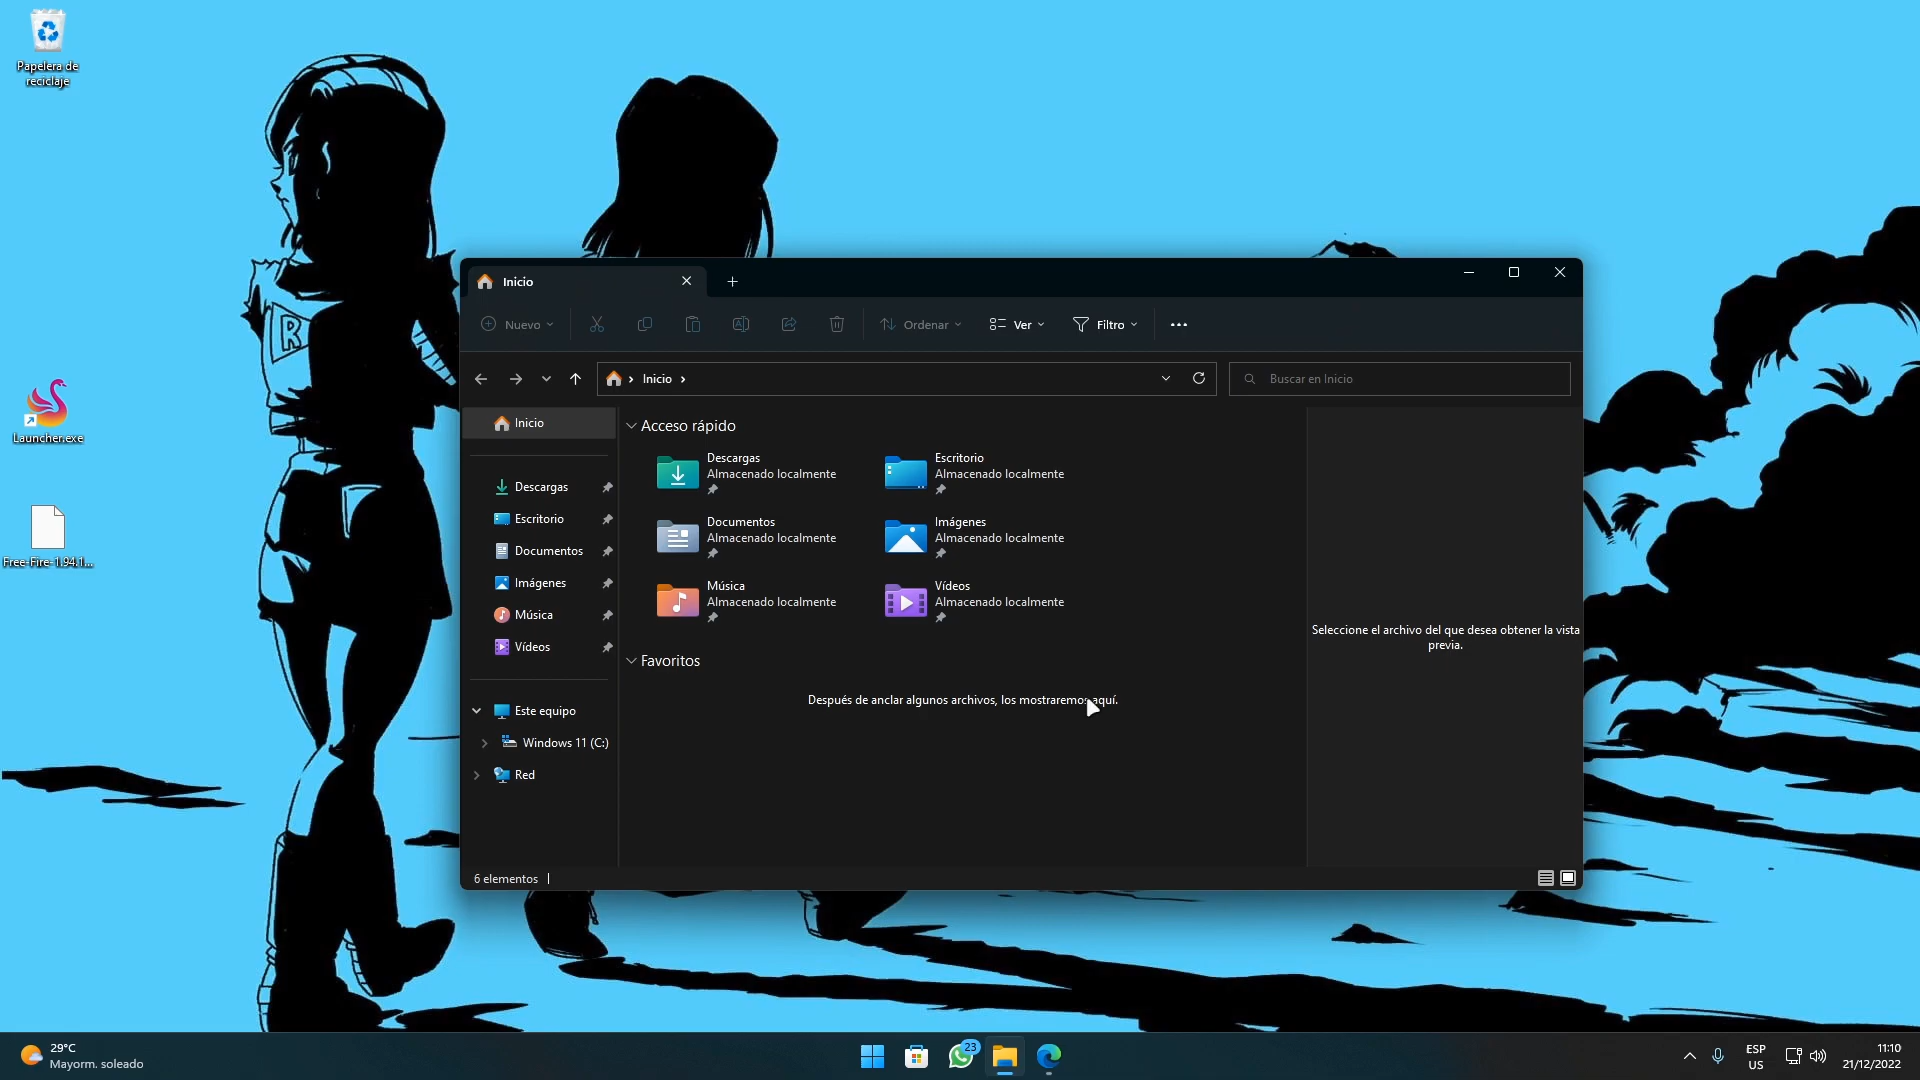 Papelera de
reciclaje
Launcher.exe
Free-Fire-1.94.1...
R
Inicio
Nuevo
Ordenar
Ver
Filtro
Inicio
Buscar en Inicio
Inicio
Descargas
Escritorio
Documentos
Imágenes
Música
Vídeos
Este equipo
Windows 11 (C:)
Red
Acceso rápido
Descargas
Almacenado localmente
Escritorio
Almacenado localmente
Documentos
Almacenado localmente
Imágenes
Almacenado localmente
Música
Almacenado localmente
Vídeos
Almacenado localmente
Favoritos
Después de anclar algunos archivos, los mostraremos aquí.
Seleccione el archivo del que desea obtener la vista
previa.
6 elementos
29°C
Mayorm. soleado
23
ESP
US
11:10
21/12/2022